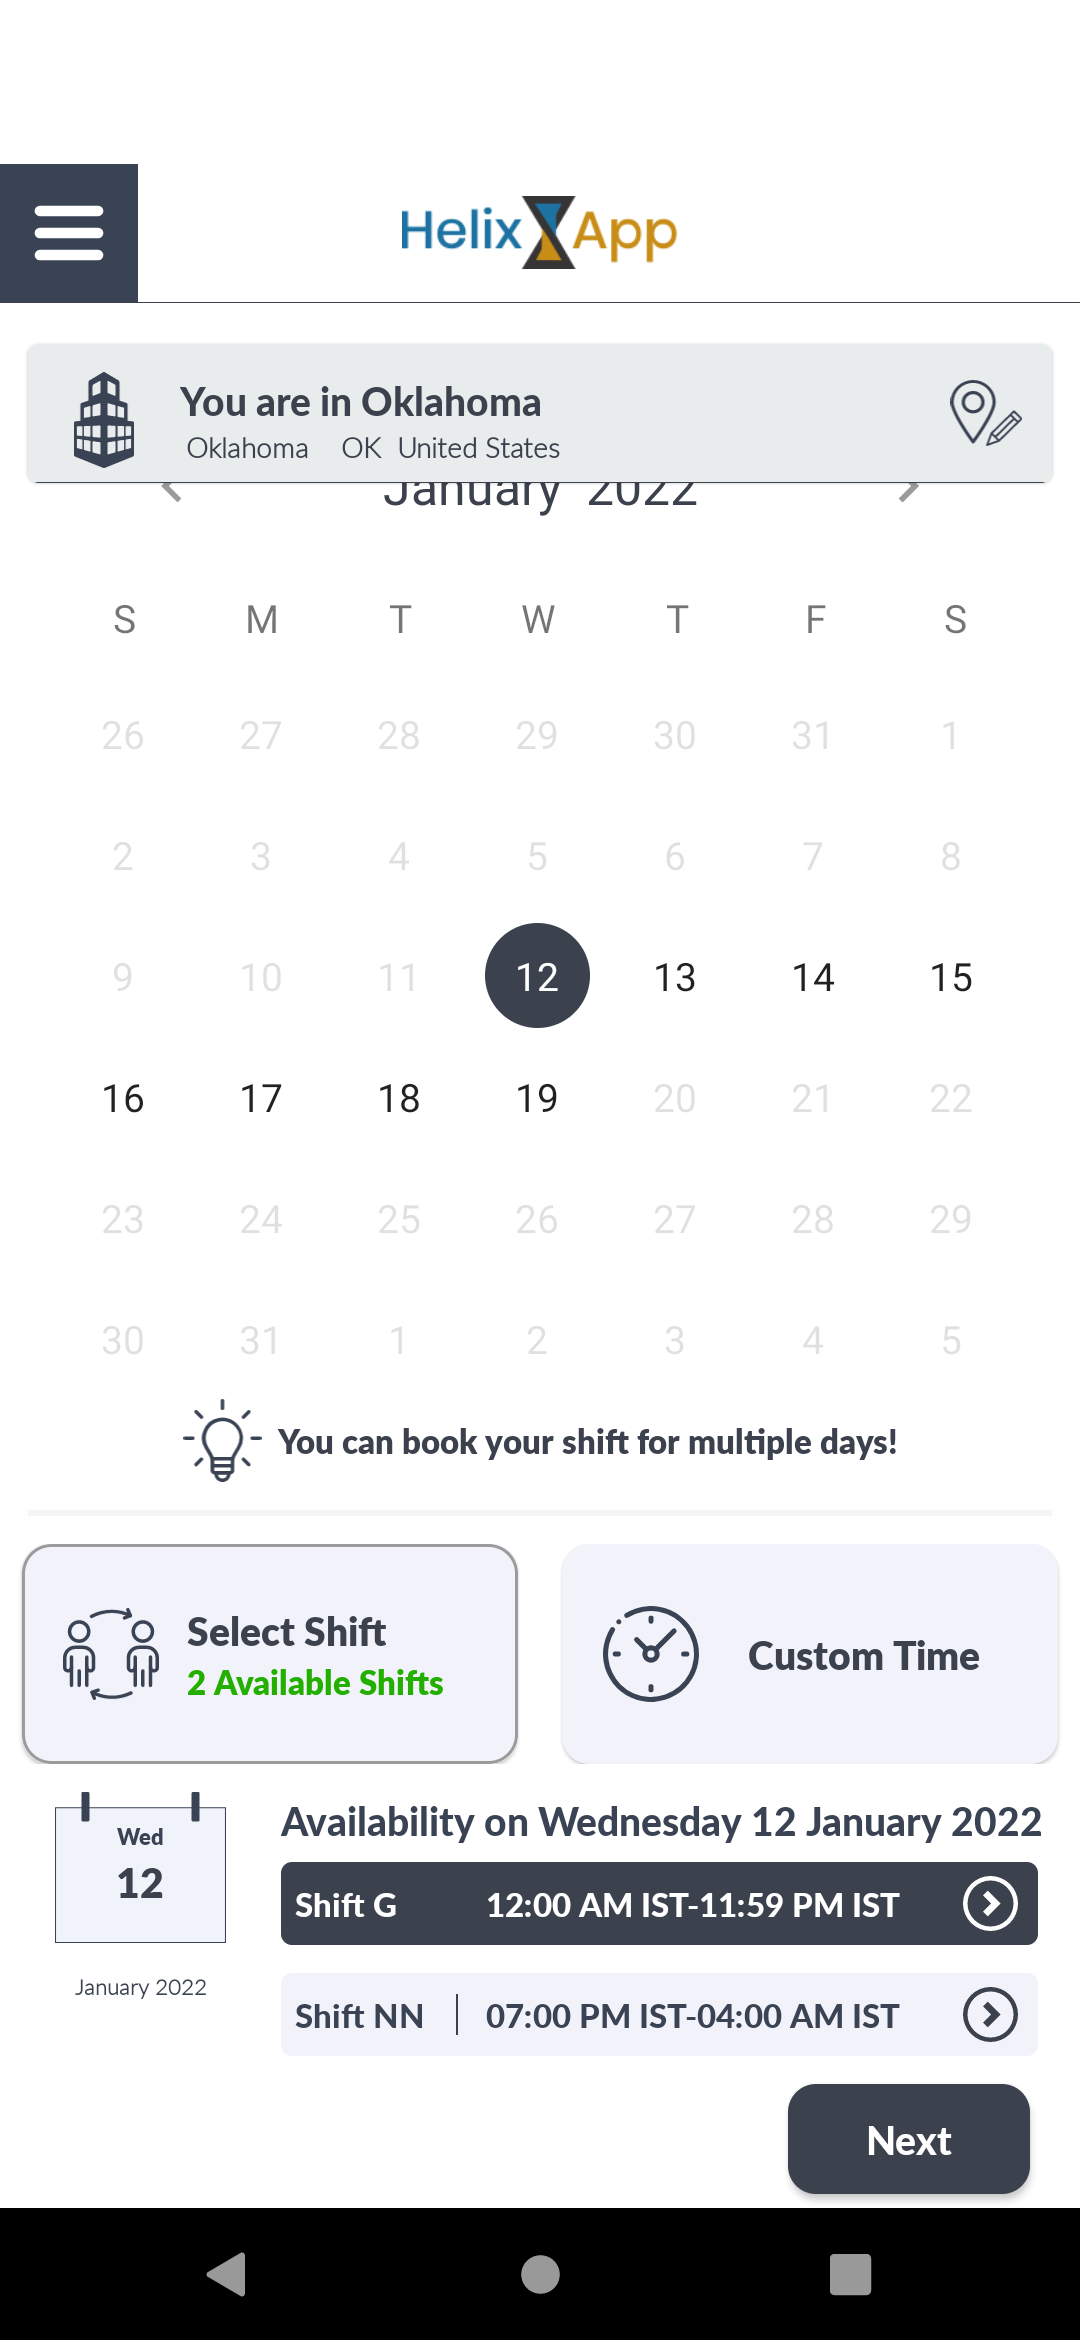 Helix App
You are in Oklahoma
Oklahoma OK United States
January 2022
S M T W T F S
26 27 28 29 30 31 1
2 3 4 5 6 7 8
9 10 11 12 13 14 15
16 17 18 19 20 21 22
23 24 25 26 27 28 29
30 31 1 2 3 4 5
You can book your shift for multiple days!
Select Shift
2 Available Shifts
Custom Time
Wed
12
January 2022
Availability on Wednesday 12 January 2022
Shift G 12:00 AM IST-11:59 PM IST
Shift NN 07:00 PM IST-04:00 AM IST
Next